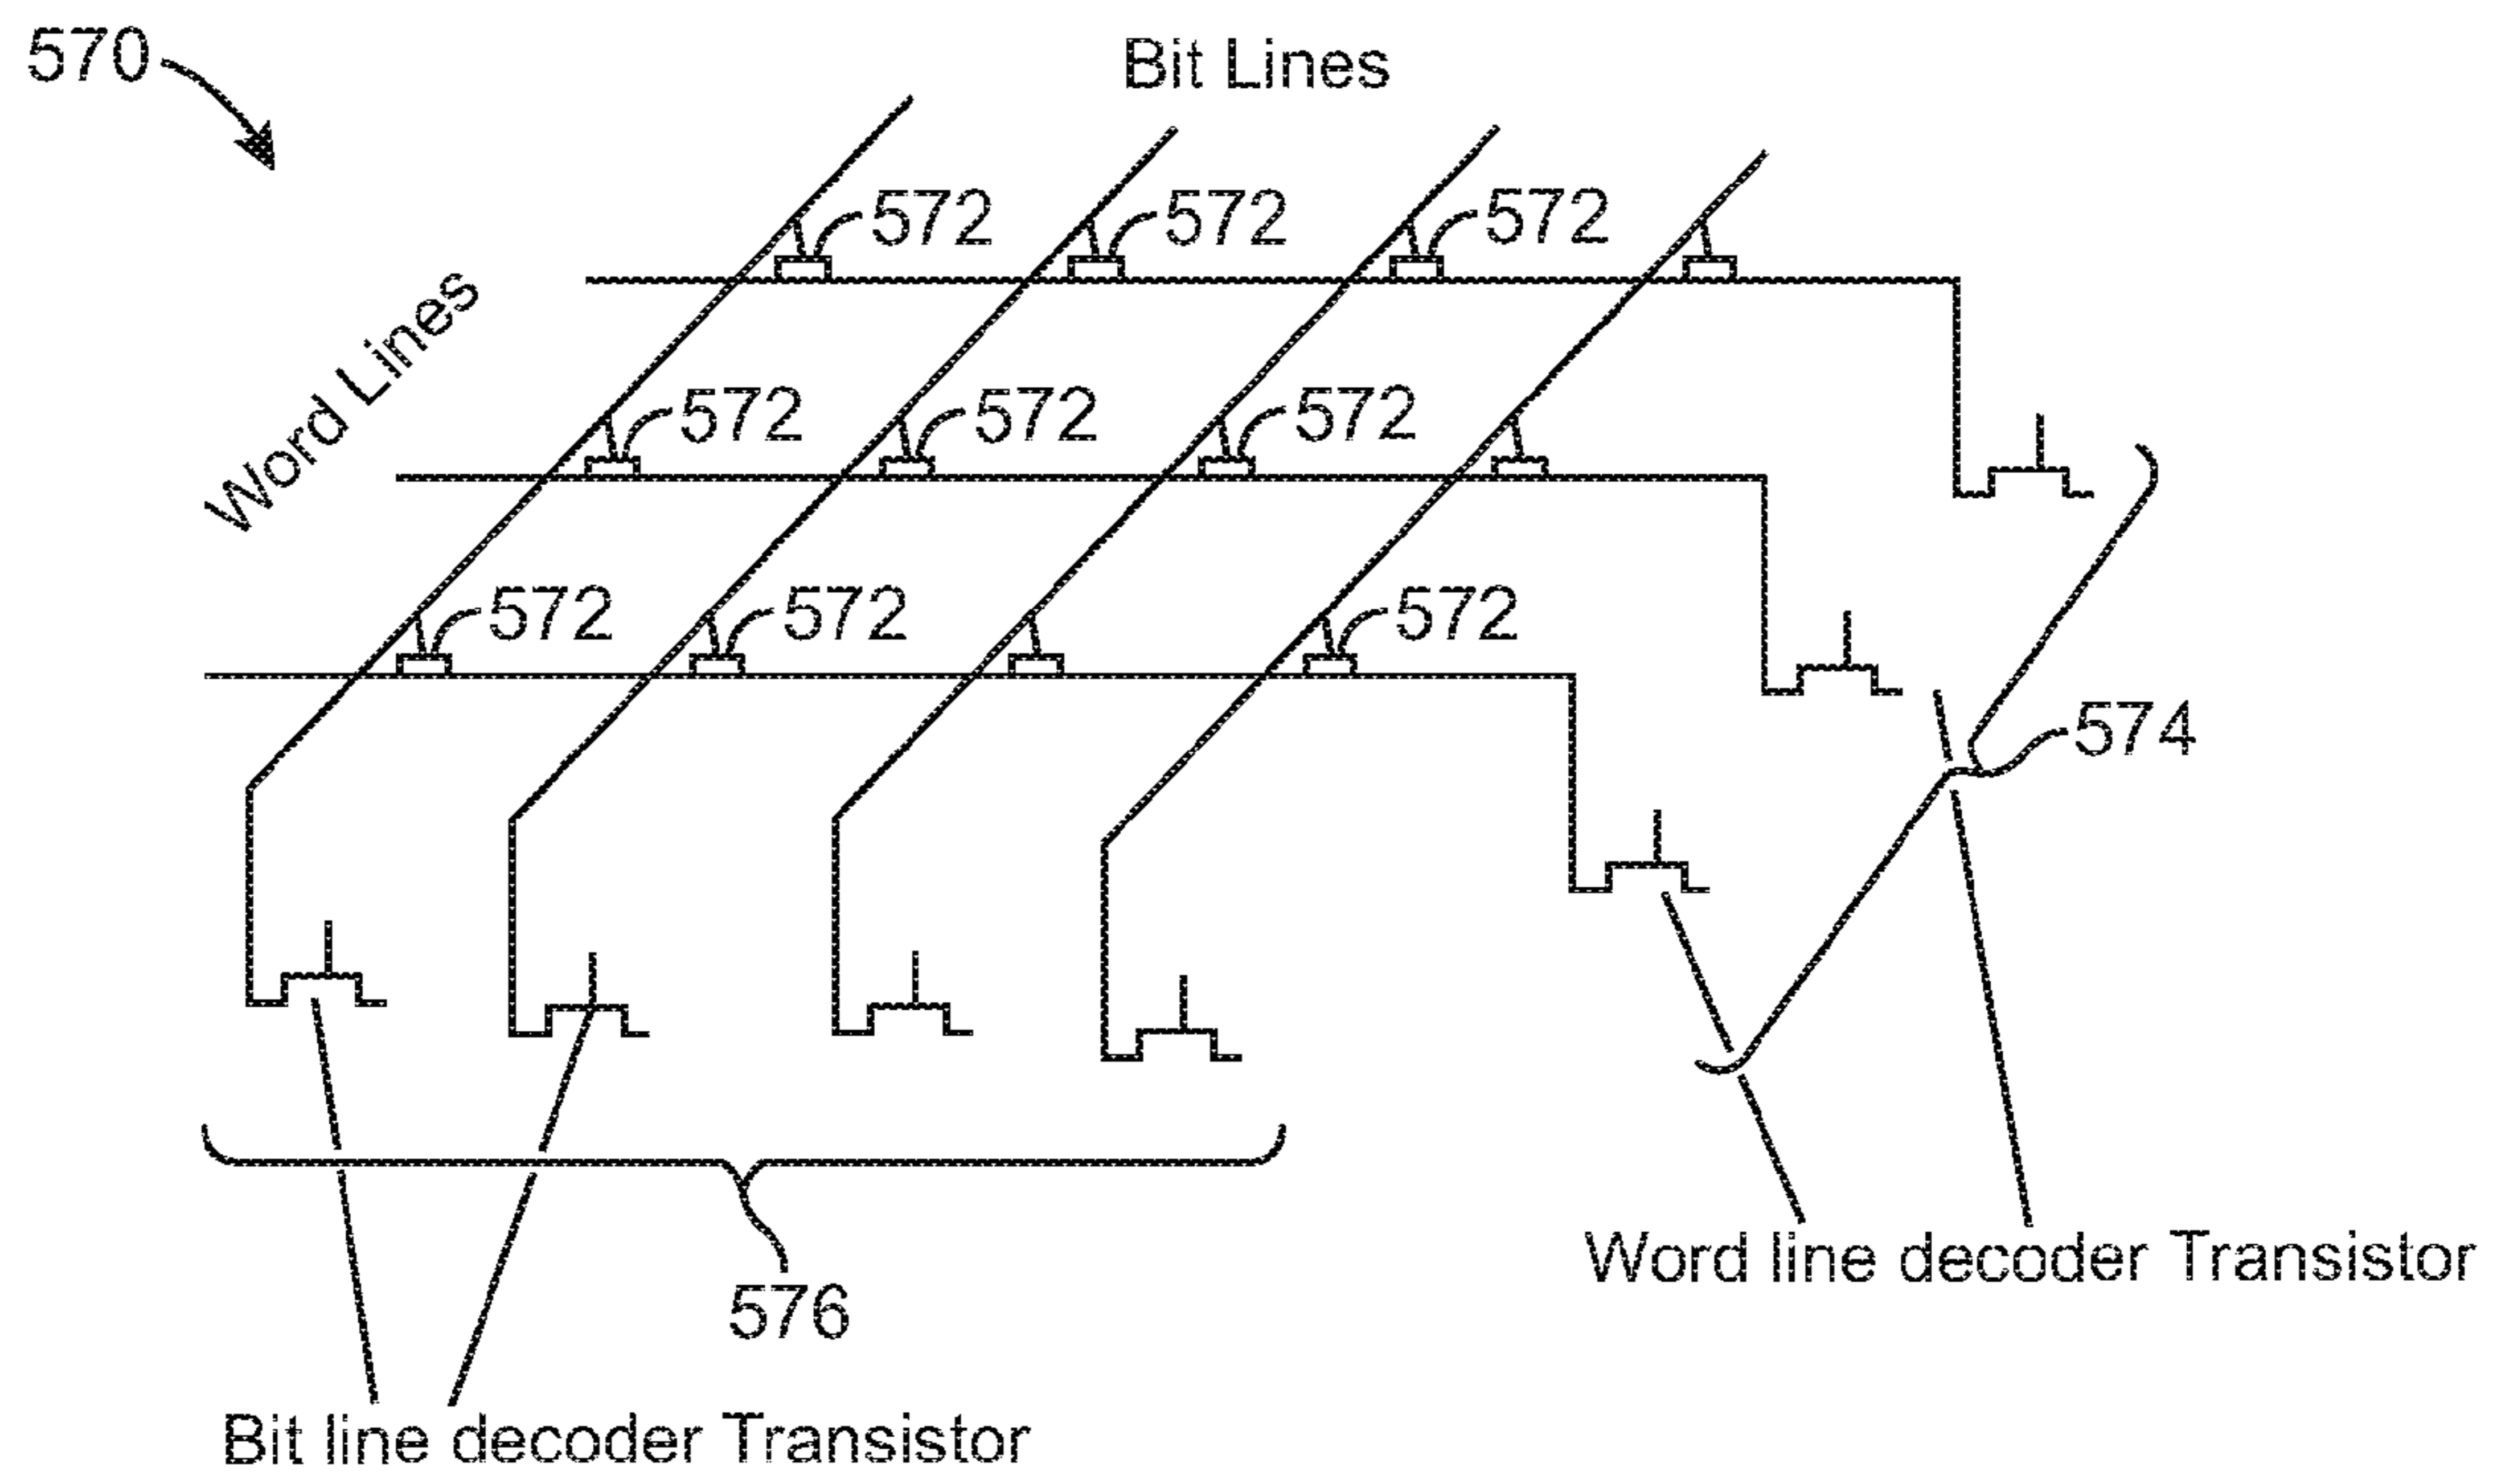 570
Bit Lines
572 572 572
Word Lines
572 572 572
572 572 572
574
Word line decoder Transistor
576
Bit line decoder Transistor